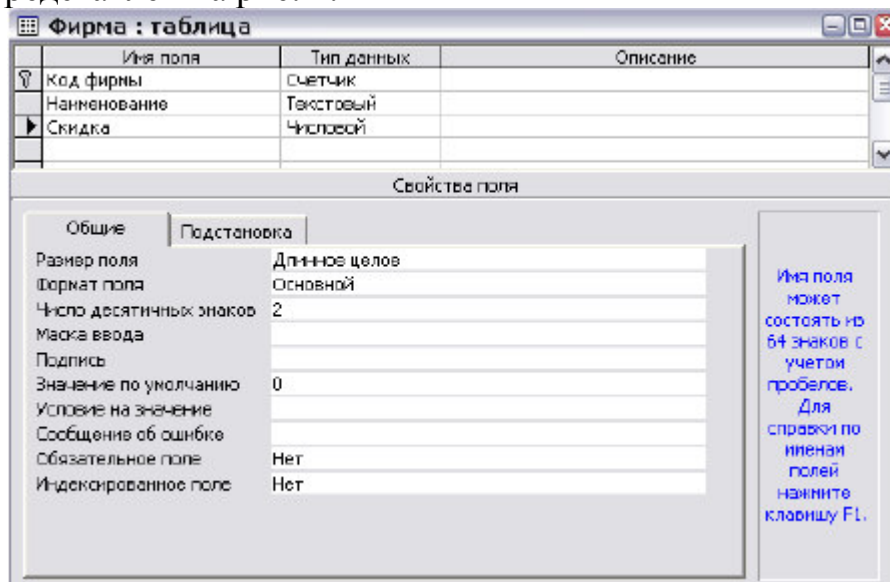 Фирма : таблица
Имя поля Тип данных Описание
Код фирмы Счетчик
Наименование Текстовый
Скидка Числовой
Свойства поля
Общие Подстановка
Размер поля Длинное целое
Формат поля Основной
Число десятичных знаков 2
Маска ввода
Подпись
Значение по умолчанию 0
Условие на значение
Сообщение об ошибке
Обязательное поле Нет
Индексированное поле Нет
Имя поля
может
состоять из
64 знаков с
учетом
пробелов.
Для
справки по
именам
полей
нажмите
клавишу F1.